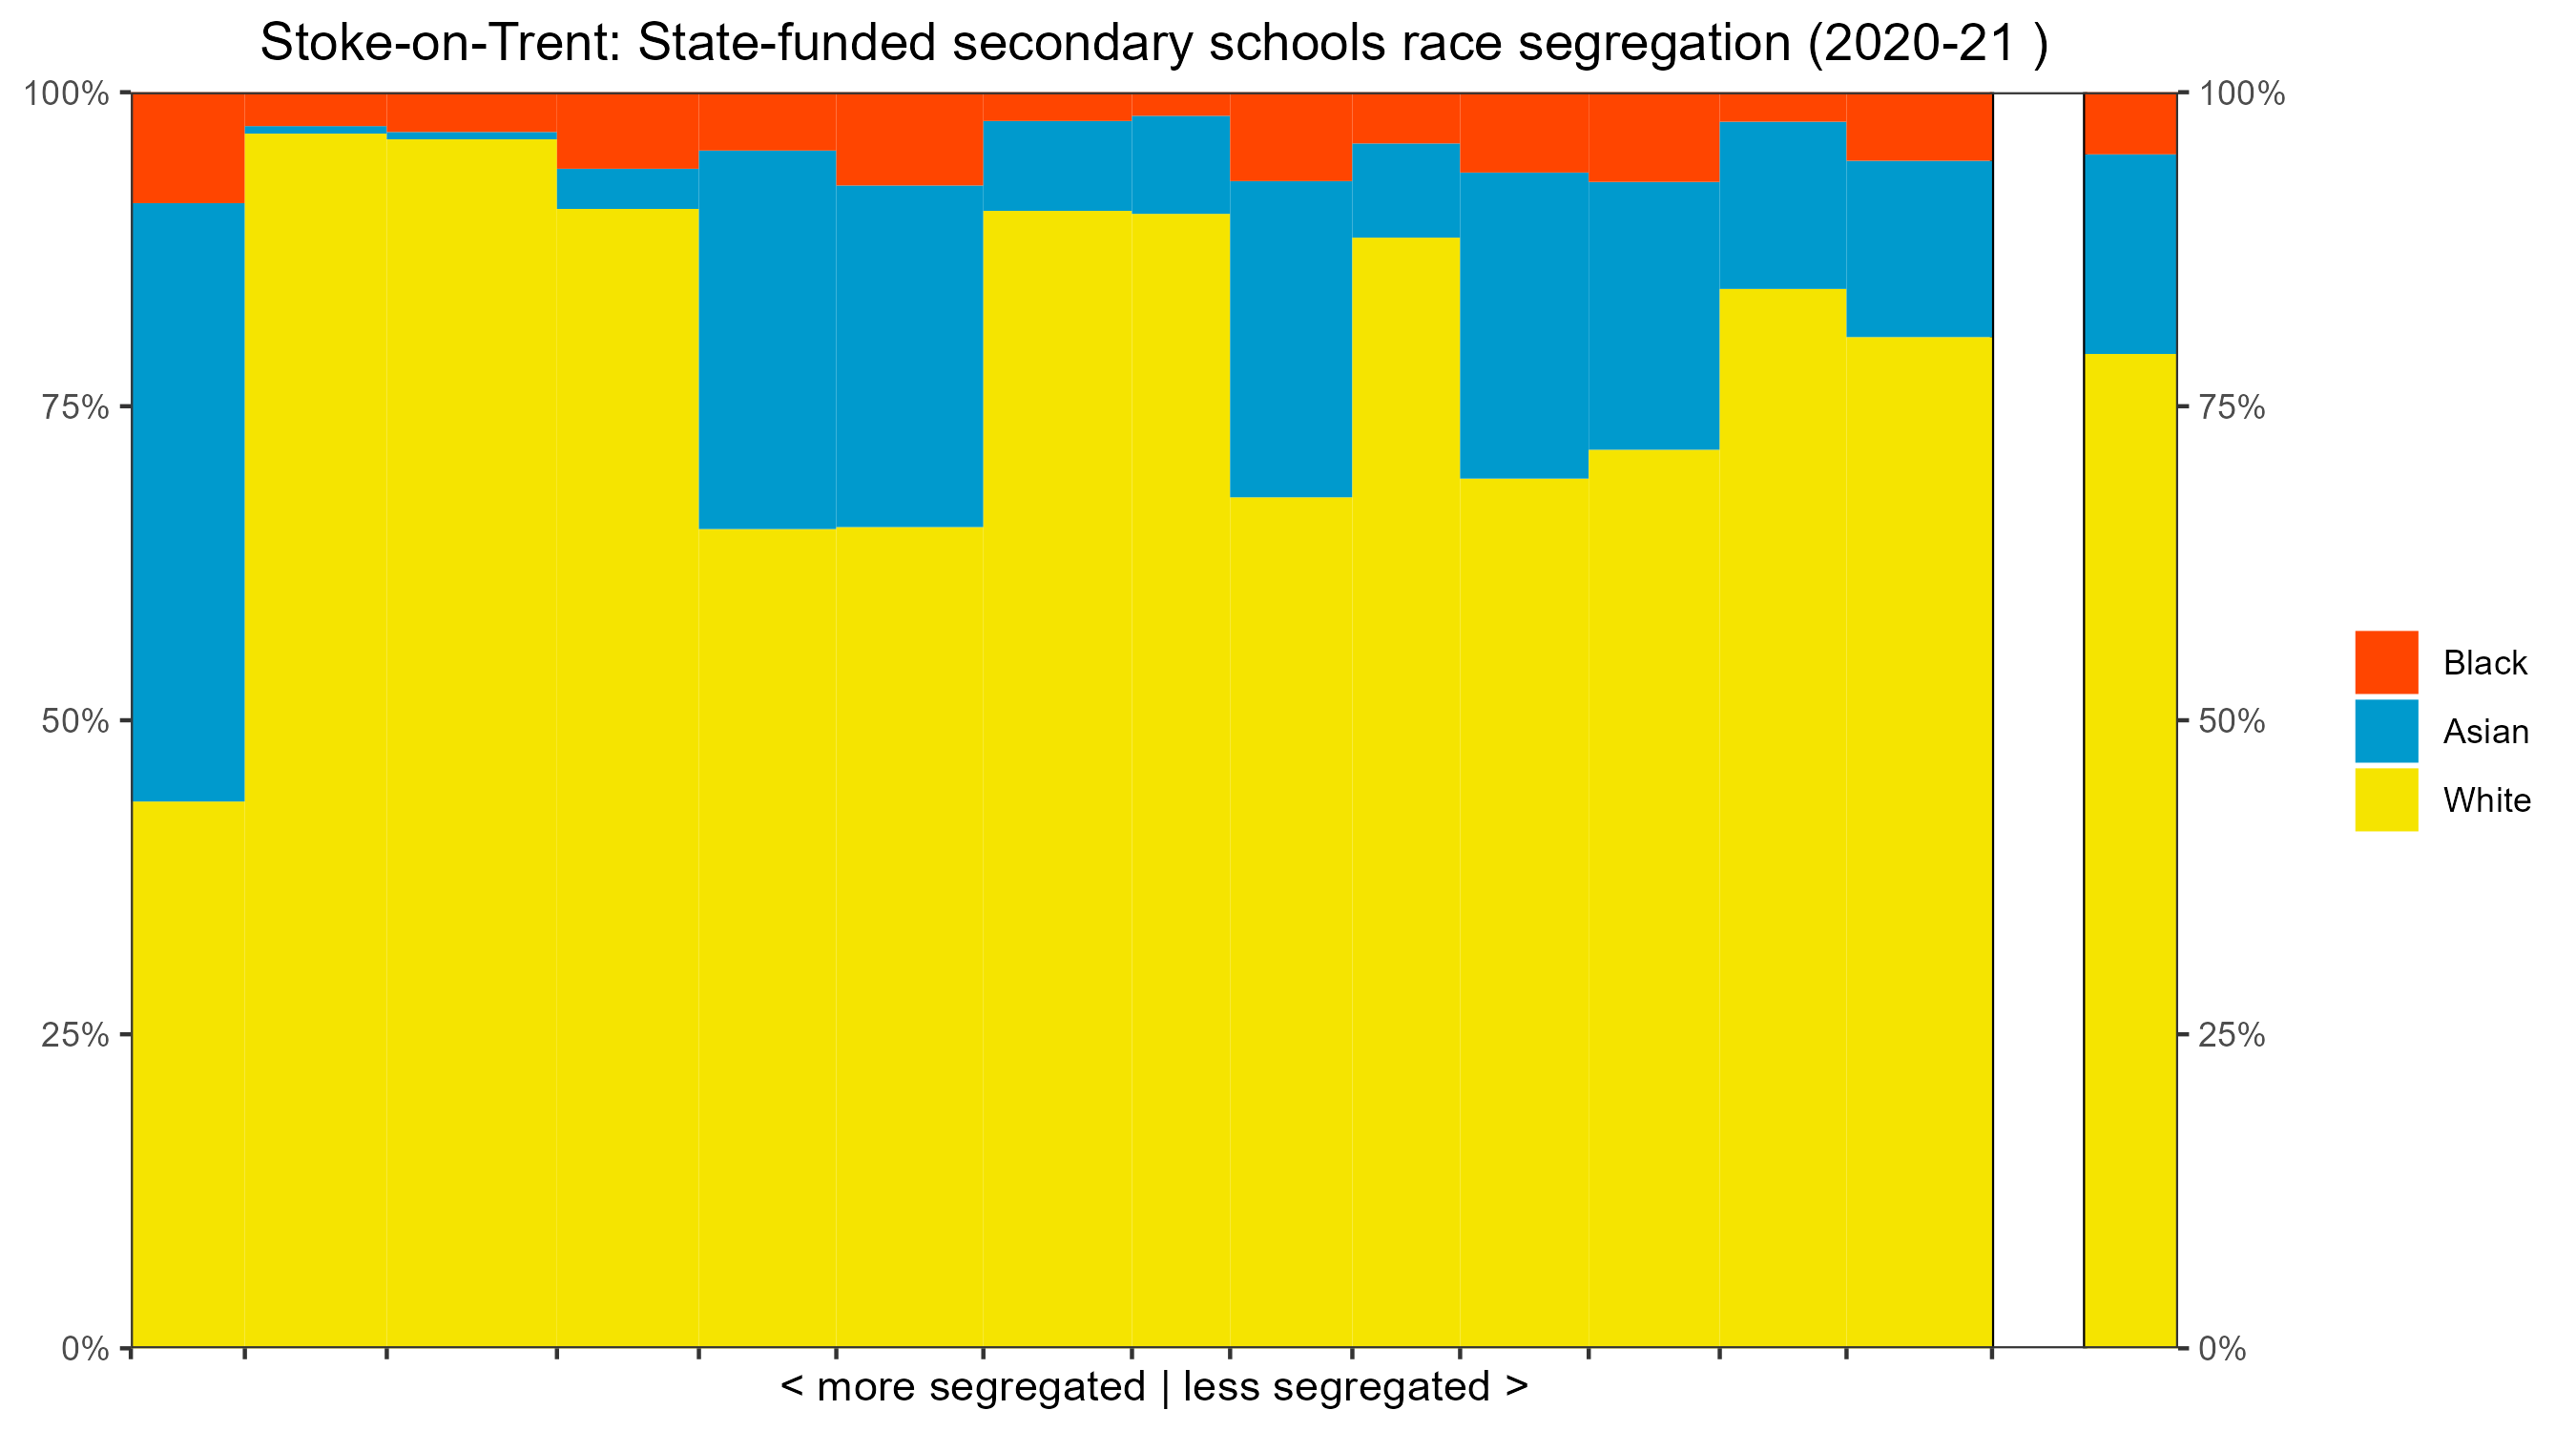 Stoke-on-Trent: State-funded secondary schools race segregation (2020-21 )
100%
75%
50%
25%
0%
100%
75%
50%
25%
0%
Black
Asian
White
< more segregated | less segregated >